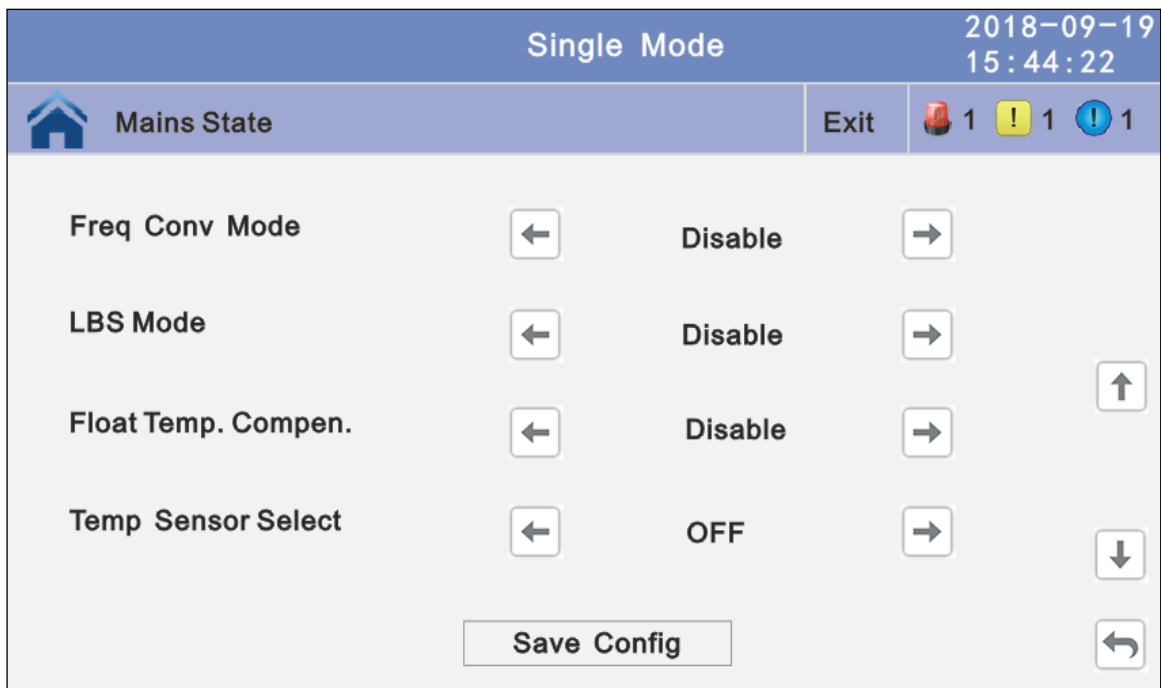 Single Mode
2018-09-19
15:44:22
Mains State
Exit
1
! 1
! 1
Freq Conv Mode
Disable
LBS Mode
Disable
Float Temp. Compen.
Disable
Temp Sensor Select
OFF
Save Config